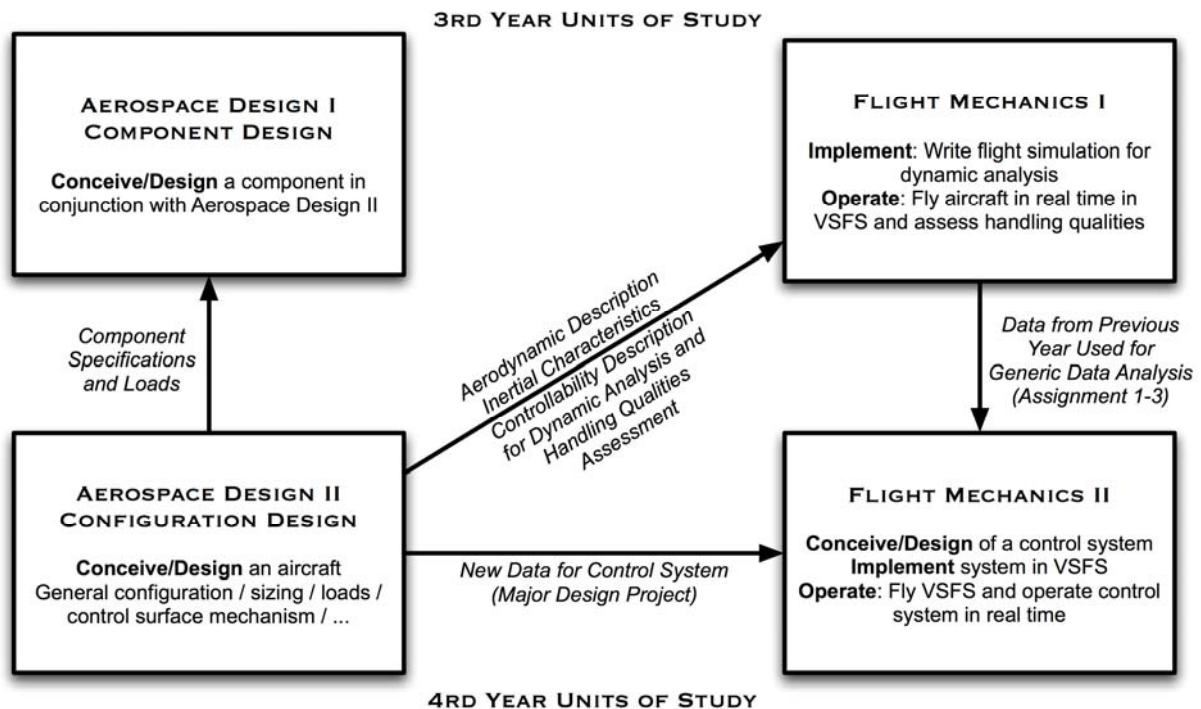 3RD YEAR UNITS OF STUDY
AEROSPACE DESIGN I
COMPONENT DESIGN
Conceive/Design a component in
conjunction with Aerospace Design II
FLIGHT MECHANICS I
Implement: Write flight simulation for
dynamic analysis
Operate: Fly aircraft in real time in
VSFS and assess handling qualities
Component
Specifications
and Loads
Aerodynamic Description
Inertial Characteristics
Controllability Description
for Dynamic Analysis and
Handling Qualities
Assessment
Data from Previous
Year Used for
Generic Data Analysis
(Assignment 1-3)
AEROSPACE DESIGN II
CONFIGURATION DESIGN
Conceive/Design an aircraft
General configuration / sizing / loads /
control surface mechanism / ...
New Data for Control System
(Major Design Project)
FLIGHT MECHANICS II
Conceive/Design of a control system
Implement system in VSFS
Operate: Fly VSFS and operate control
system in real time
4RD YEAR UNITS OF STUDY